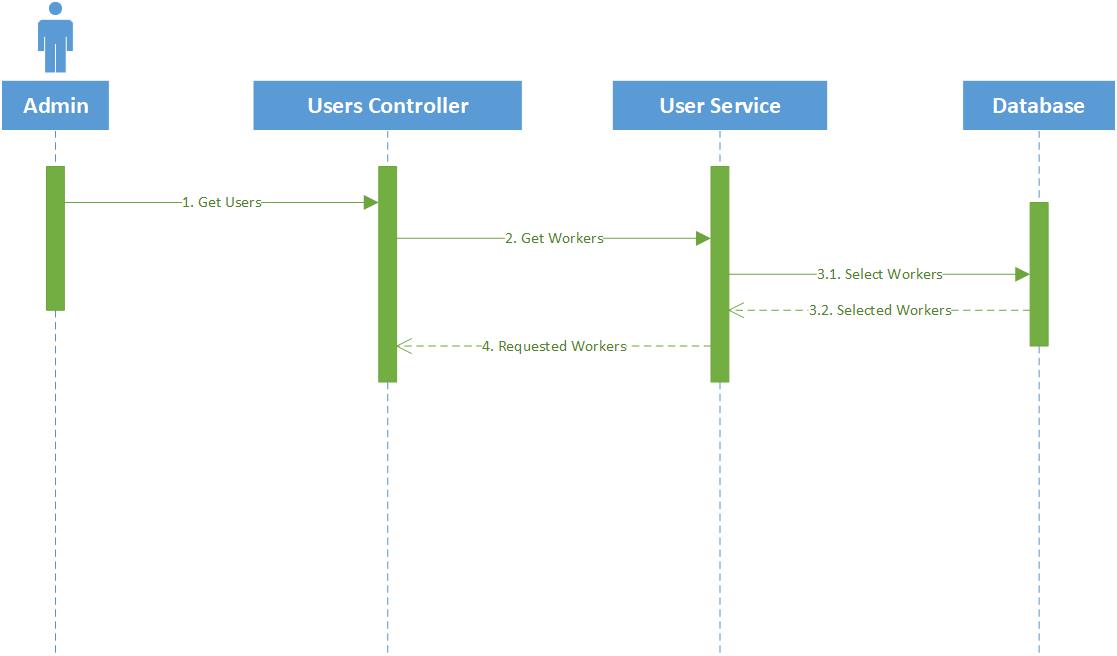 Admin
Users Controller
User Service
Database
1. Get Users
2. Get Workers
3.1. Select Workers
3.2. Selected Workers
4. Requested Workers